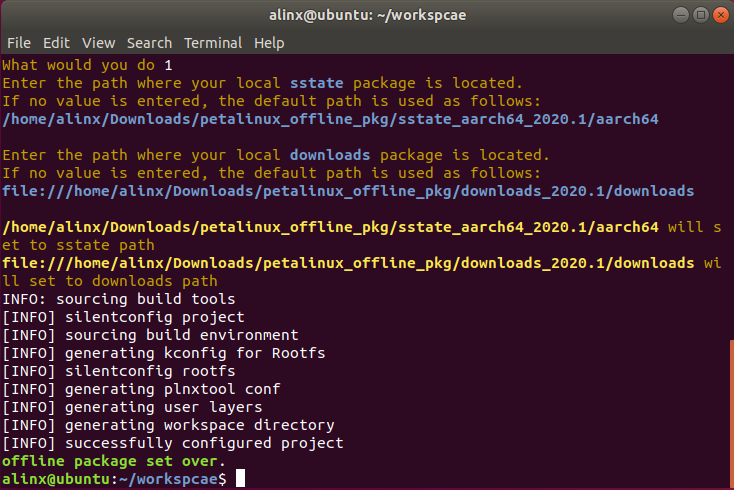 alinx@ubuntu: ~/workspcae
File Edit View Search Terminal Help
What would you do 1
Enter the path where your local sstate package is located.
If no value is entered, the default path is used as follows:
/home/alinx/Downloads/petalinux_offline_pkg/sstate_aarch64_2020.1/aarch64
Enter the path where your local downloads package is located.
If no value is entered, the default path is used as follows:
file:///home/alinx/Downloads/petalinux_offline_pkg/downloads_2020.1/downloads
/home/alinx/Downloads/petalinux_offline_pkg/sstate_aarch64_2020.1/aarch64 will s
et to sstate path
file:///home/alinx/Downloads/petalinux_offline_pkg/downloads_2020.1/downloads wi
ll set to downloads path
INFO: sourcing build tools
[INFO] silentconfig project
[INFO] sourcing build environment
[INFO] generating kconfig for Rootfs
[INFO] silentconfig rootfs
[INFO] generating plnxtool conf
[INFO] generating user layers
[INFO] generating workspace directory
[INFO] successfully configured project
offline package set over.
alinx@ubuntu:~/workspcae$